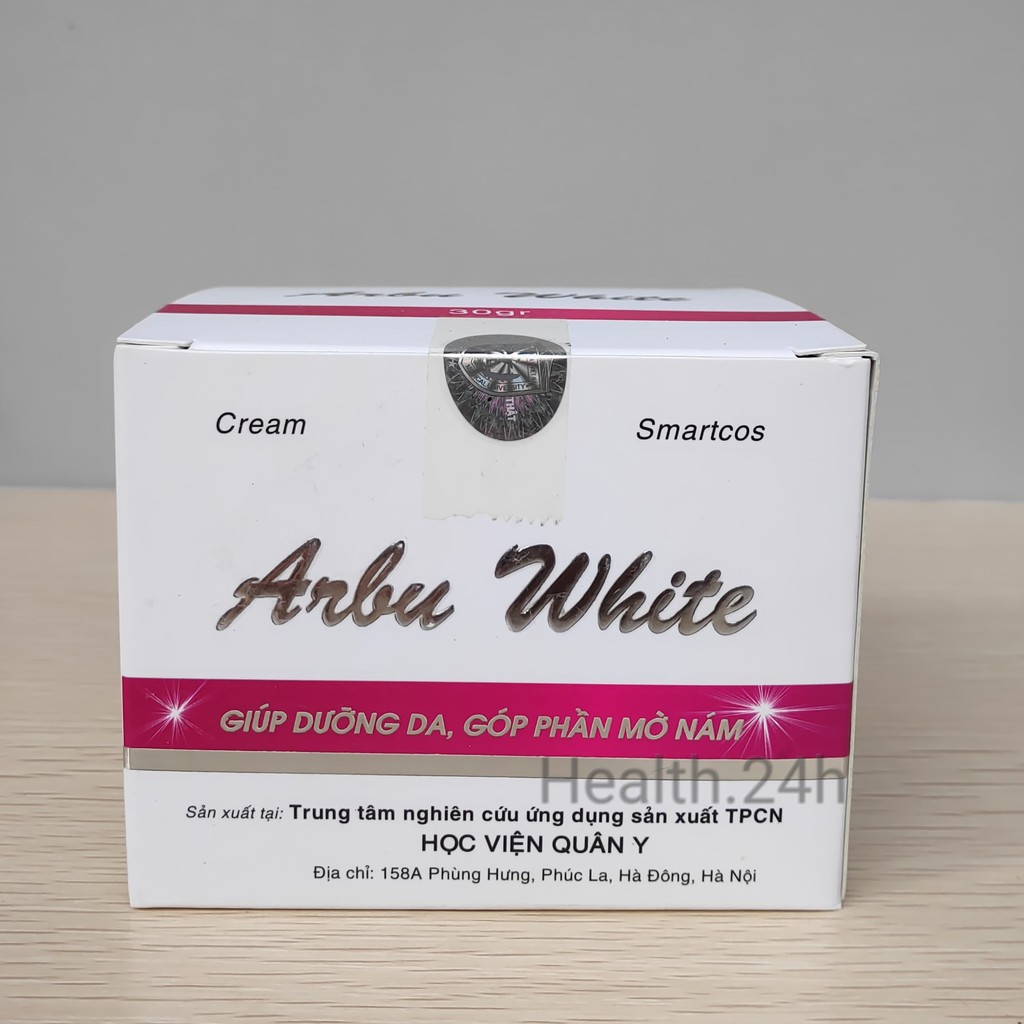 Arbu White
30gr
THẬT
Cream
Smartcos
Arbu White
GIÚP DƯỠNG DA, GÓP PHẦN MỜ NÁM
Health.24h
Sản xuất tại: Trung tâm nghiên cứu ứng dụng sản xuất TPCN
HỌC VIỆN QUÂN Y
Địa chỉ: 158A Phùng Hưng, Phúc La, Hà Đông, Hà Nội